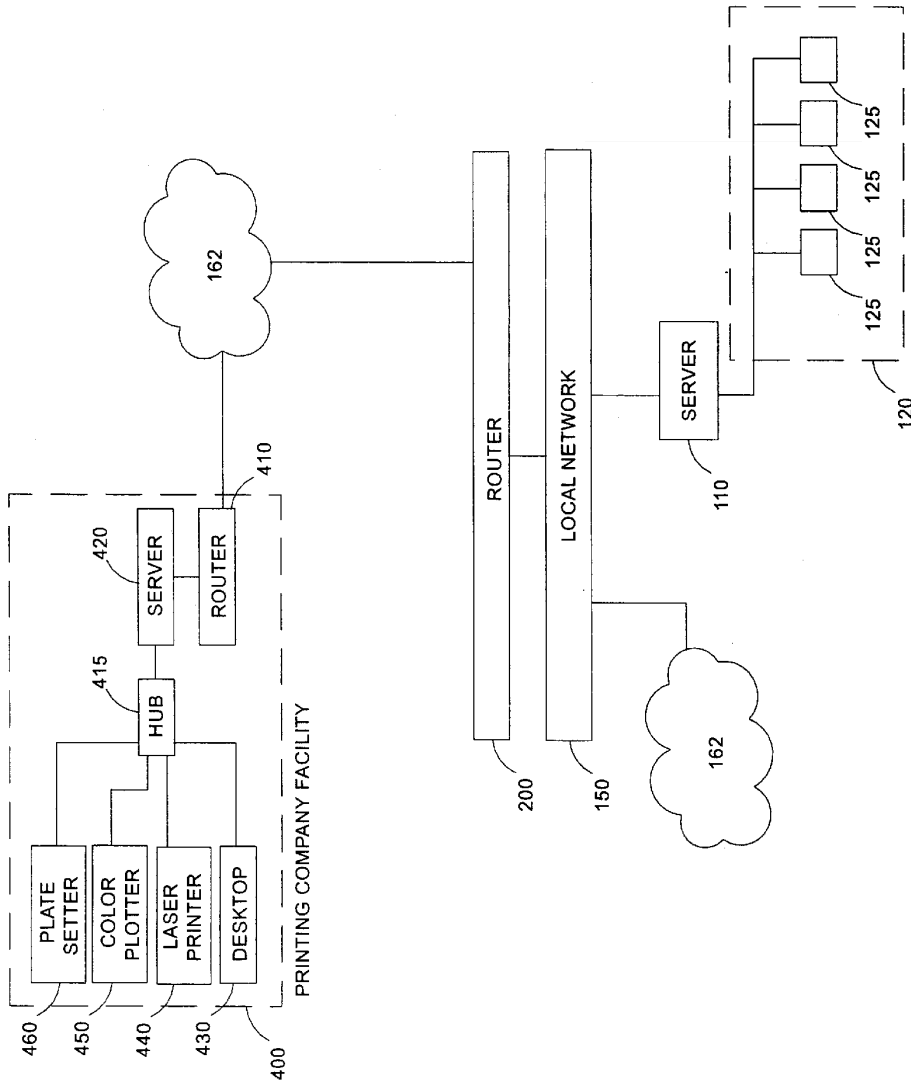 460
450
440
430
400
PLATE
SETTER
COLOR
PLOTTER
LASER
PRINTER
DESKTOP
PRINTING COMPANY FACILITY
415
HUB
420
SERVER
ROUTER
410
162
200
ROUTER
150
LOCAL NETWORK
162
110
SERVER
120
125
125
125
125